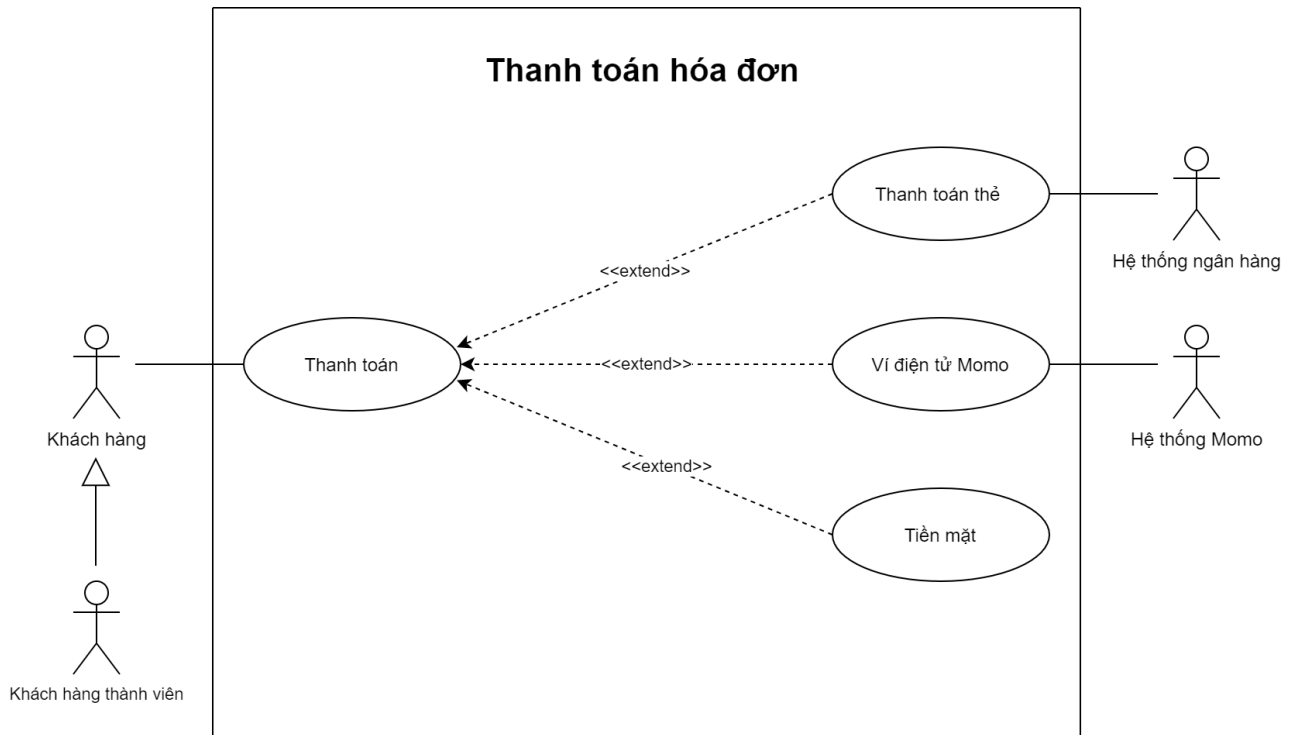 Thanh toán hóa đơn
Thanh toán thẻ
Hệ thống ngân hàng
<<extend>>
Thanh toán
<<extend>>
Ví điện tử Momo
Khách hàng
Hệ thống Momo
<<extend>>
Tiền mặt
Khách hàng thành viên